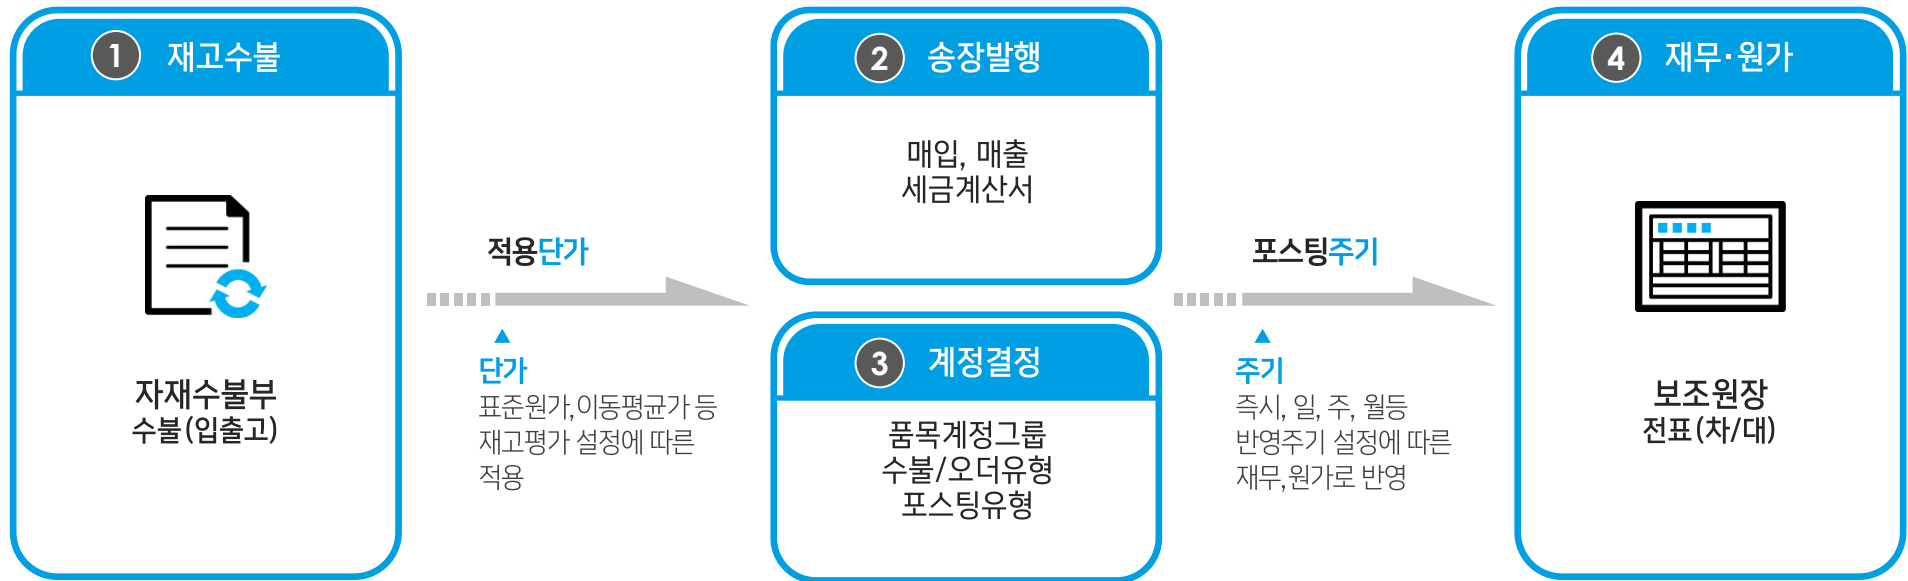 1 재고수불
자재수불부
수불(입출고)
적용단가
단가
표준원가,이동평균가 등
재고평가 설정에 따른
적용
2 송장발행
매입, 매출
세금계산서
3 계정결정
품목계정그룹
수불/오더유형
포스팅유형
포스팅주기
주기
즉시, 일, 주, 월등
반영주기 설정에 따른
재무,원가로 반영
4 재무·원가
보조원장
전표(차/대)